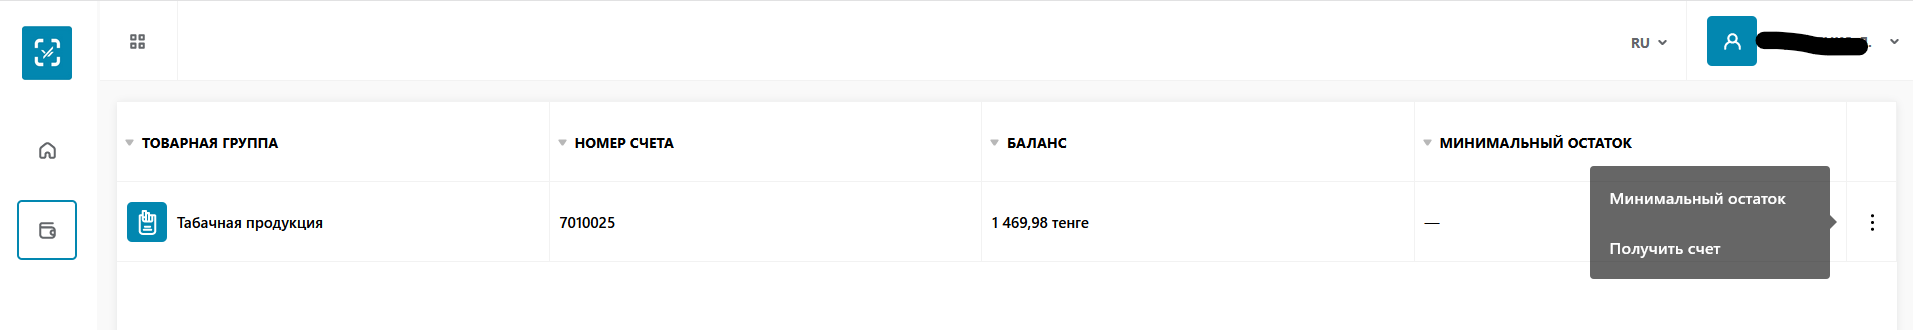 RU
ТОВАРНАЯ ГРУППА
НОМЕР СЧЕТА
БАЛАНС
МИНИМАЛЬНЫЙ ОСТАТОК
Табачная продукция
7010025
1 469,98 тенге
—
Минимальный остаток
Получить счет